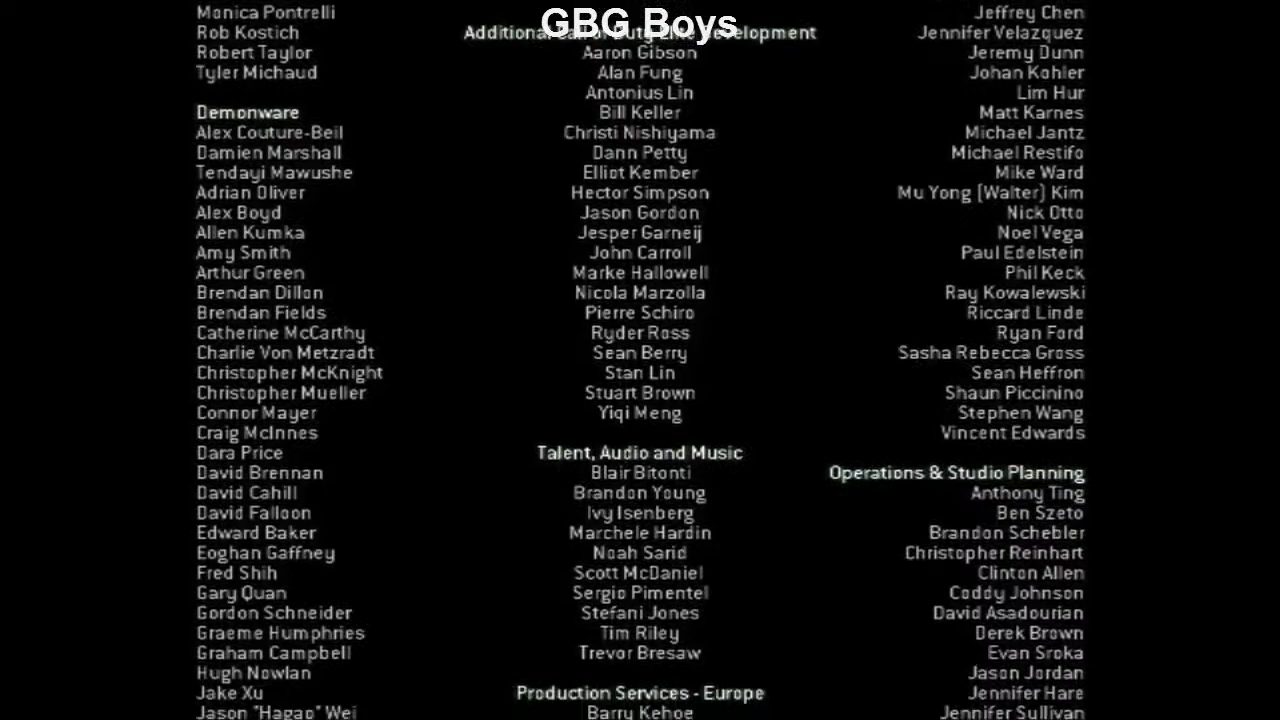 GBG Boys
Monica Pontrelli
Rob Kostich
Robert Taylor
Tyler Michaud
Demonware
Alex Couture-Beil
Damien Marshall
Tendayi Mawushe
Adrian Oliver
Alex Boyd
Allen Kumka
Amy Smith
Arthur Green
Brendan Dillon
Brendan Fields
Catherine McCarthy
Charlie Von Metzradt
Christopher McKnight
Christopher Mueller
Connor Mayer
Craig McInnes
Dara Price
David Brennan
David Cahill
David Falloon
Edward Baker
Eoghan Gaffney
Fred Shih
Gary Quan
Gordon Schneider
Graeme Humphries
Graham Campbell
Hugh Nowlan
Jake Xu
Jason "Hagao" Wei
Additional Call of Duty Elite Development
Aaron Gibson
Alan Fung
Antonius Lin
Bill Keller
Christi Nishiyama
Dann Petty
Elliot Kember
Hector Simpson
Jason Gordon
Jesper Garneij
John Carroll
Marke Hallowell
Nicola Marzolla
Pierre Schiro
Ryder Ross
Sean Berry
Stan Lin
Stuart Brown
Yiqi Meng
Talent, Audio and Music
Blair Bitonti
Brandon Young
Ivy Isenberg
Marchele Hardin
Noah Sarid
Scott McDaniel
Sergio Pimentel
Stefani Jones
Tim Riley
Trevor Bresaw
Production Services - Europe
Barry Kehoe
Jeffrey Chen
Jennifer Velazquez
Jeremy Dunn
Johan Kohler
Lim Hur
Matt Karnes
Michael Jantz
Michael Restifo
Mike Ward
Mu Yong (Walter) Kim
Nick Otto
Noel Vega
Paul Edelstein
Phil Keck
Ray Kowalewski
Riccard Linde
Ryan Ford
Sasha Rebecca Gross
Sean Heffron
Shaun Piccinino
Stephen Wang
Vincent Edwards
Operations & Studio Planning
Anthony Ting
Ben Szeto
Brandon Schebler
Christopher Reinhart
Clinton Allen
Coddy Johnson
David Asadourian
Derek Brown
Evan Sroka
Jason Jordan
Jennifer Hare
Jennifer Sullivan